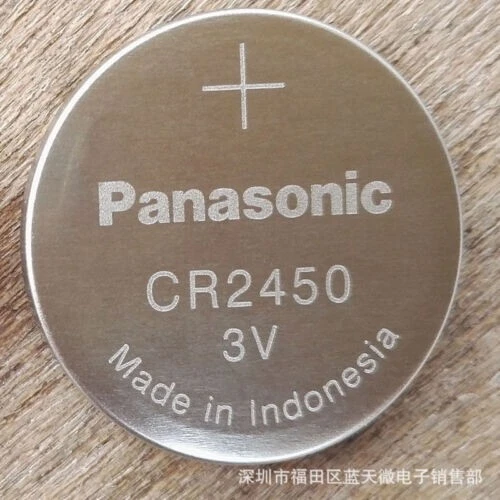 +
Panasonic
CR2450
3V
Made in Indonesia
深圳市福田区蓝天微电子销售部